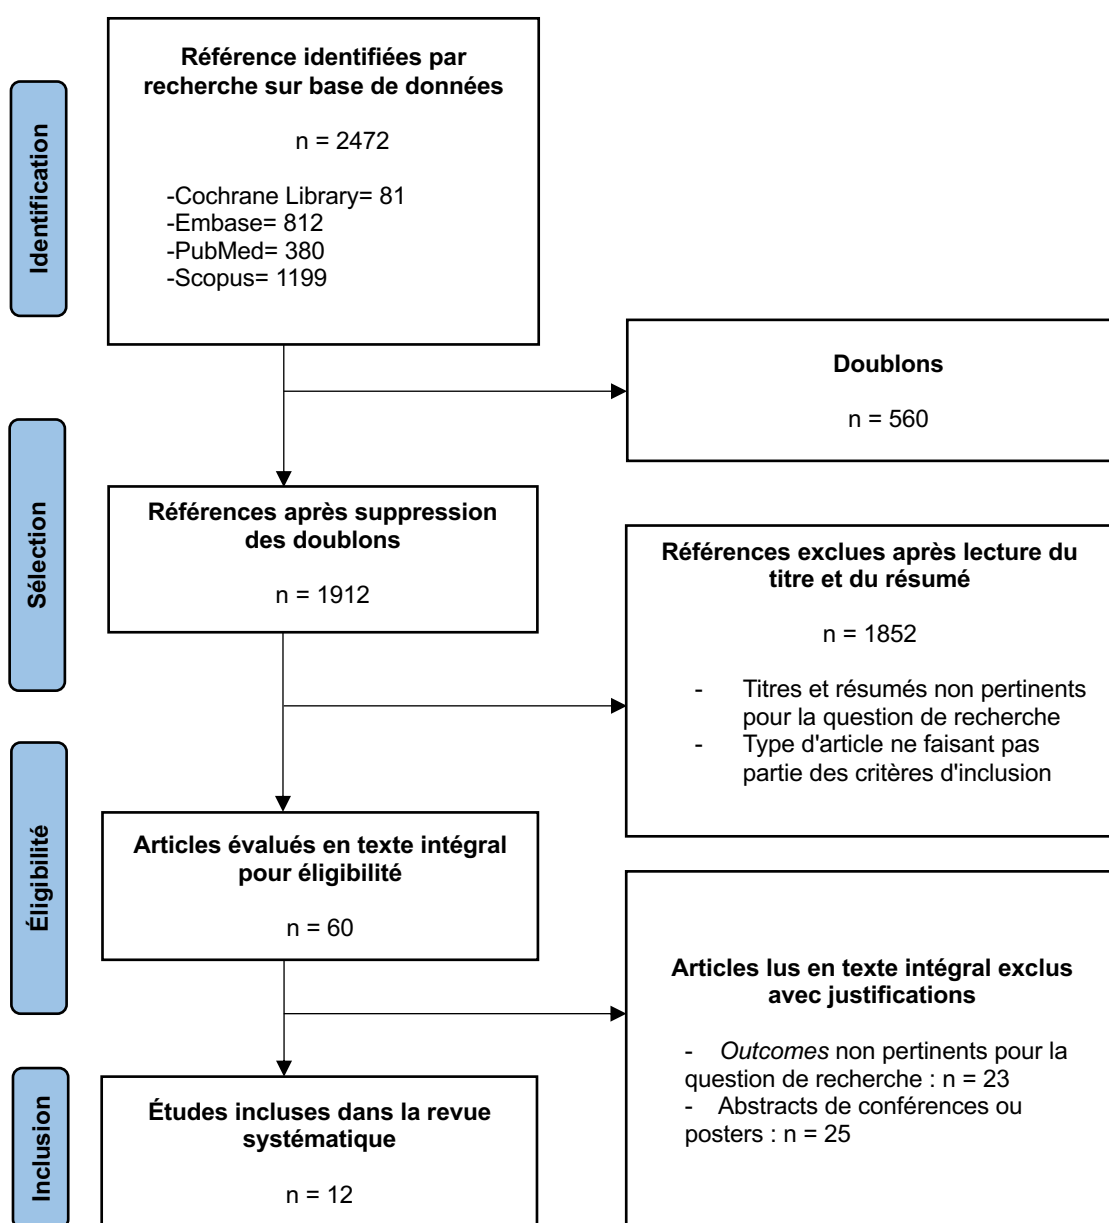 Identification
Référence identifiées par
recherche sur base de données
n = 2472
-Cochrane Library= 81
-Embase= 812
-PubMed= 380
-Scopus= 1199
Doublons
n = 560
Sélection
Références après suppression
des doublons
n = 1912
Références exclues après lecture du
titre et du résumé
n = 1852
- Titres et résumés non pertinents
pour la question de recherche
- Type d'article ne faisant pas
partie des critères d'inclusion
Éligibilité
Articles évalués en texte intégral
pour éligibilité
n = 60
Articles lus en texte intégral exclus
avec justifications
- Outcomes non pertinents pour la
question de recherche : n = 23
- Abstracts de conférences ou
posters : n = 25
Inclusion
Études incluses dans la revue
systématique
n = 12